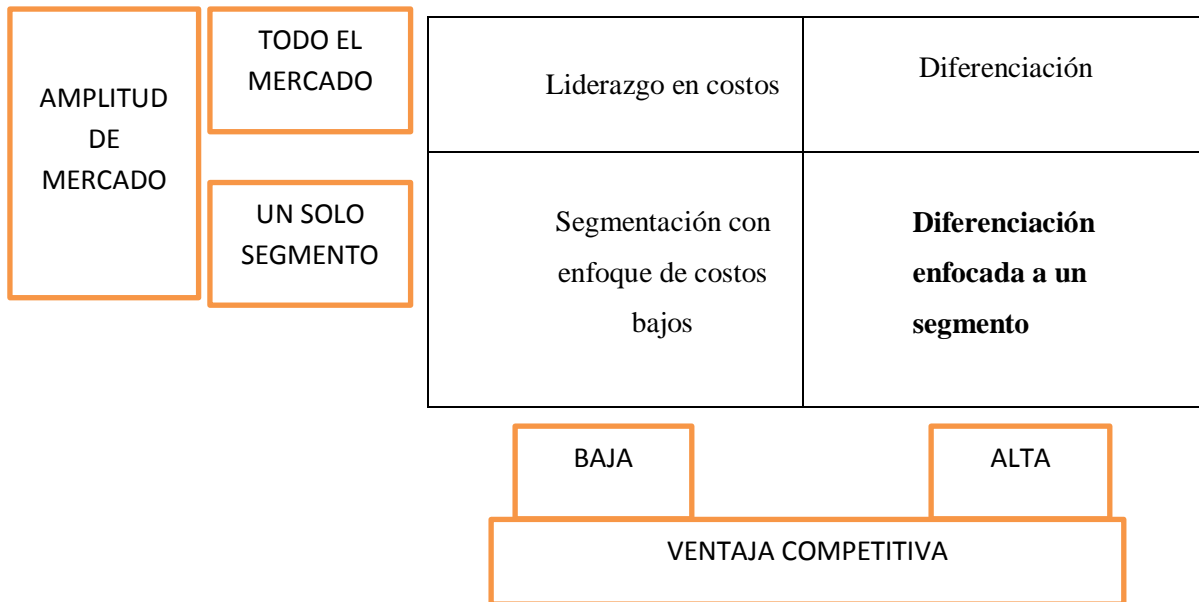 AMPLITUD
DE
MERCADO
TODO EL
MERCADO
UN SOLO
SEGMENTO
Liderazgo en costos
Diferenciación
Segmentación con
enfoque de costos
bajos
Diferenciación
enfocada a un
segmento
BAJA
ALTA
VENTAJA COMPETITIVA